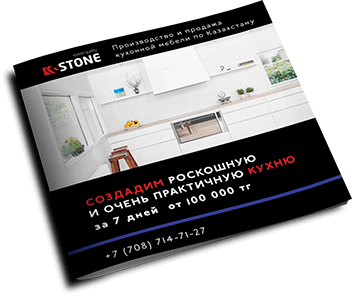 STONE
Производство и продажа
кухонной мебели по Казахстану
СОЗДАДИМ РОСКОШНУЮ
И ОЧЕНЬ ПРАКТИЧНУЮ КУХНЮ
за 7 дней от 100 000 тг
+7 (708) 714-71-27